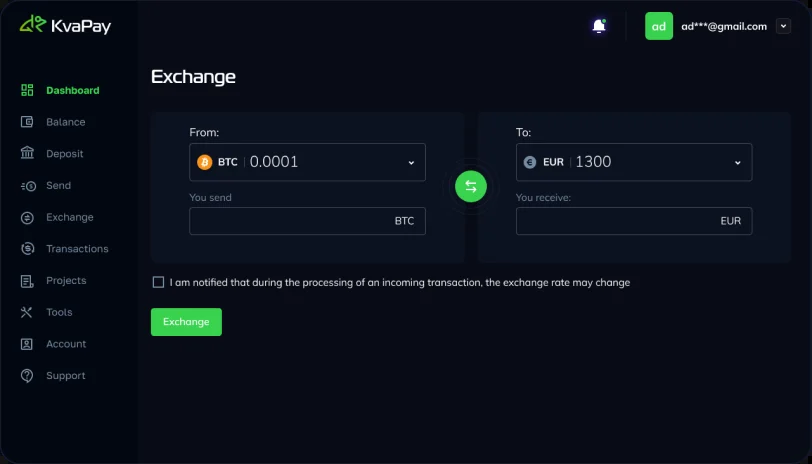 KvaPay
ad
ad***@gmail.com
Exchange
Dashboard
Balance
Deposit
Send
Exchange
Transactions
Projects
Tools
Account
Support
From:
BTC 0.0001
You send
BTC
To:
EUR 1300
You receive:
EUR
I am notified that during the processing of an incoming transaction, the exchange rate may change
Exchange